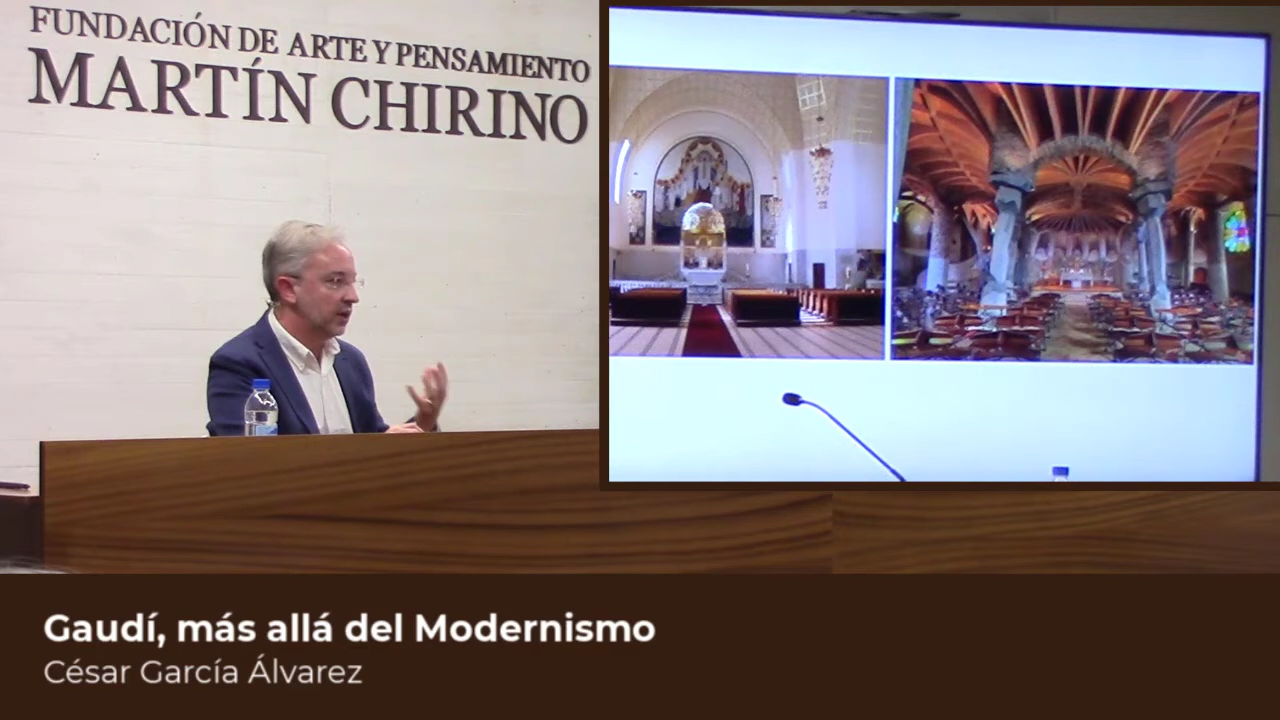 FUNDACIÓN DE ARTE Y PENSAMIENTO
MARTÍN CHIRINO
Gaudí, más allá del Modernismo
César García Álvarez